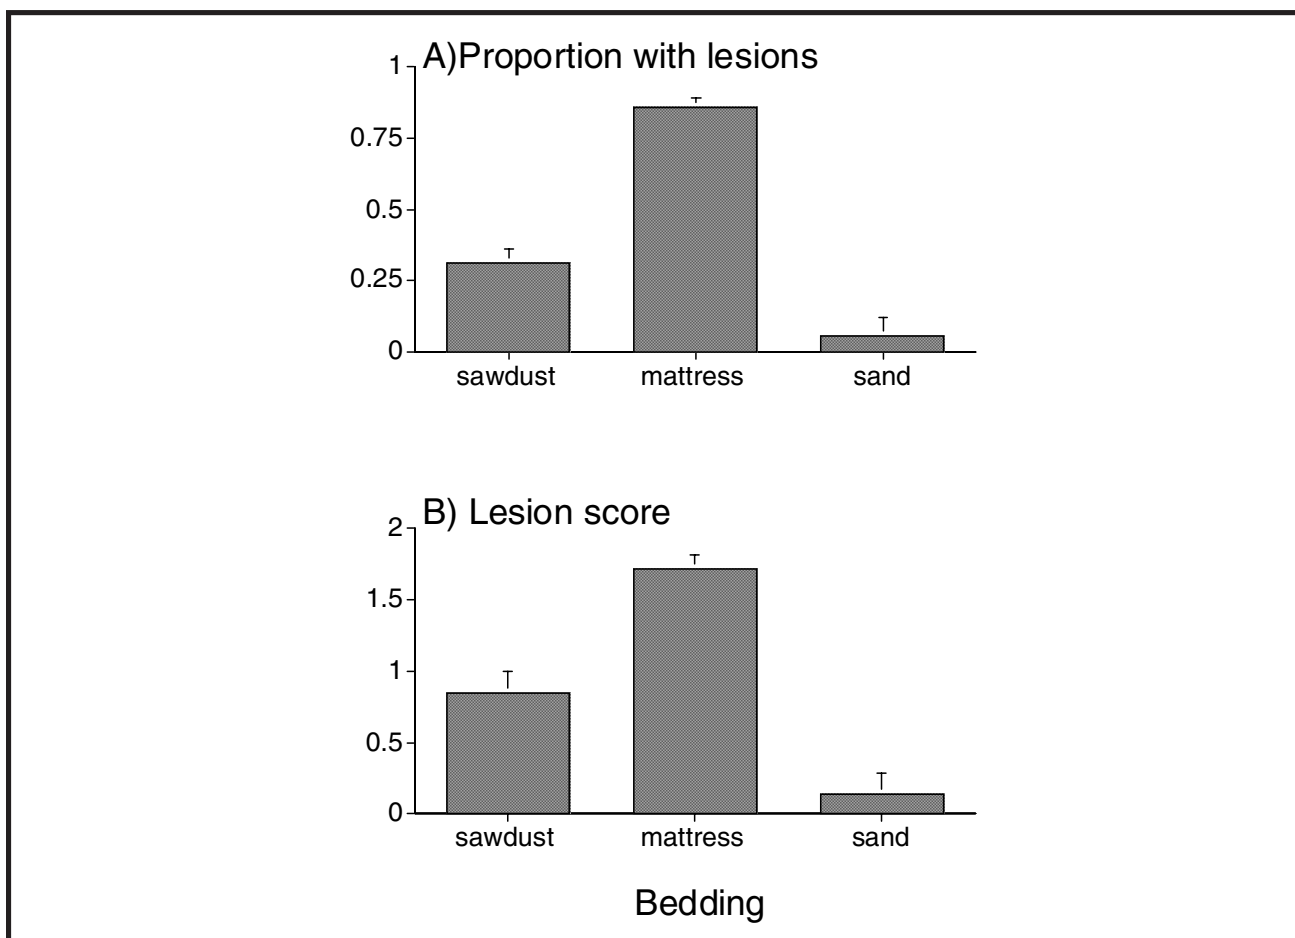 A)Proportion with lesions
1
0.75
0.5
0.25
0
sawdust mattress sand
B) Lesion score
2
1.5
1
0.5
0
sawdust mattress sand
Bedding